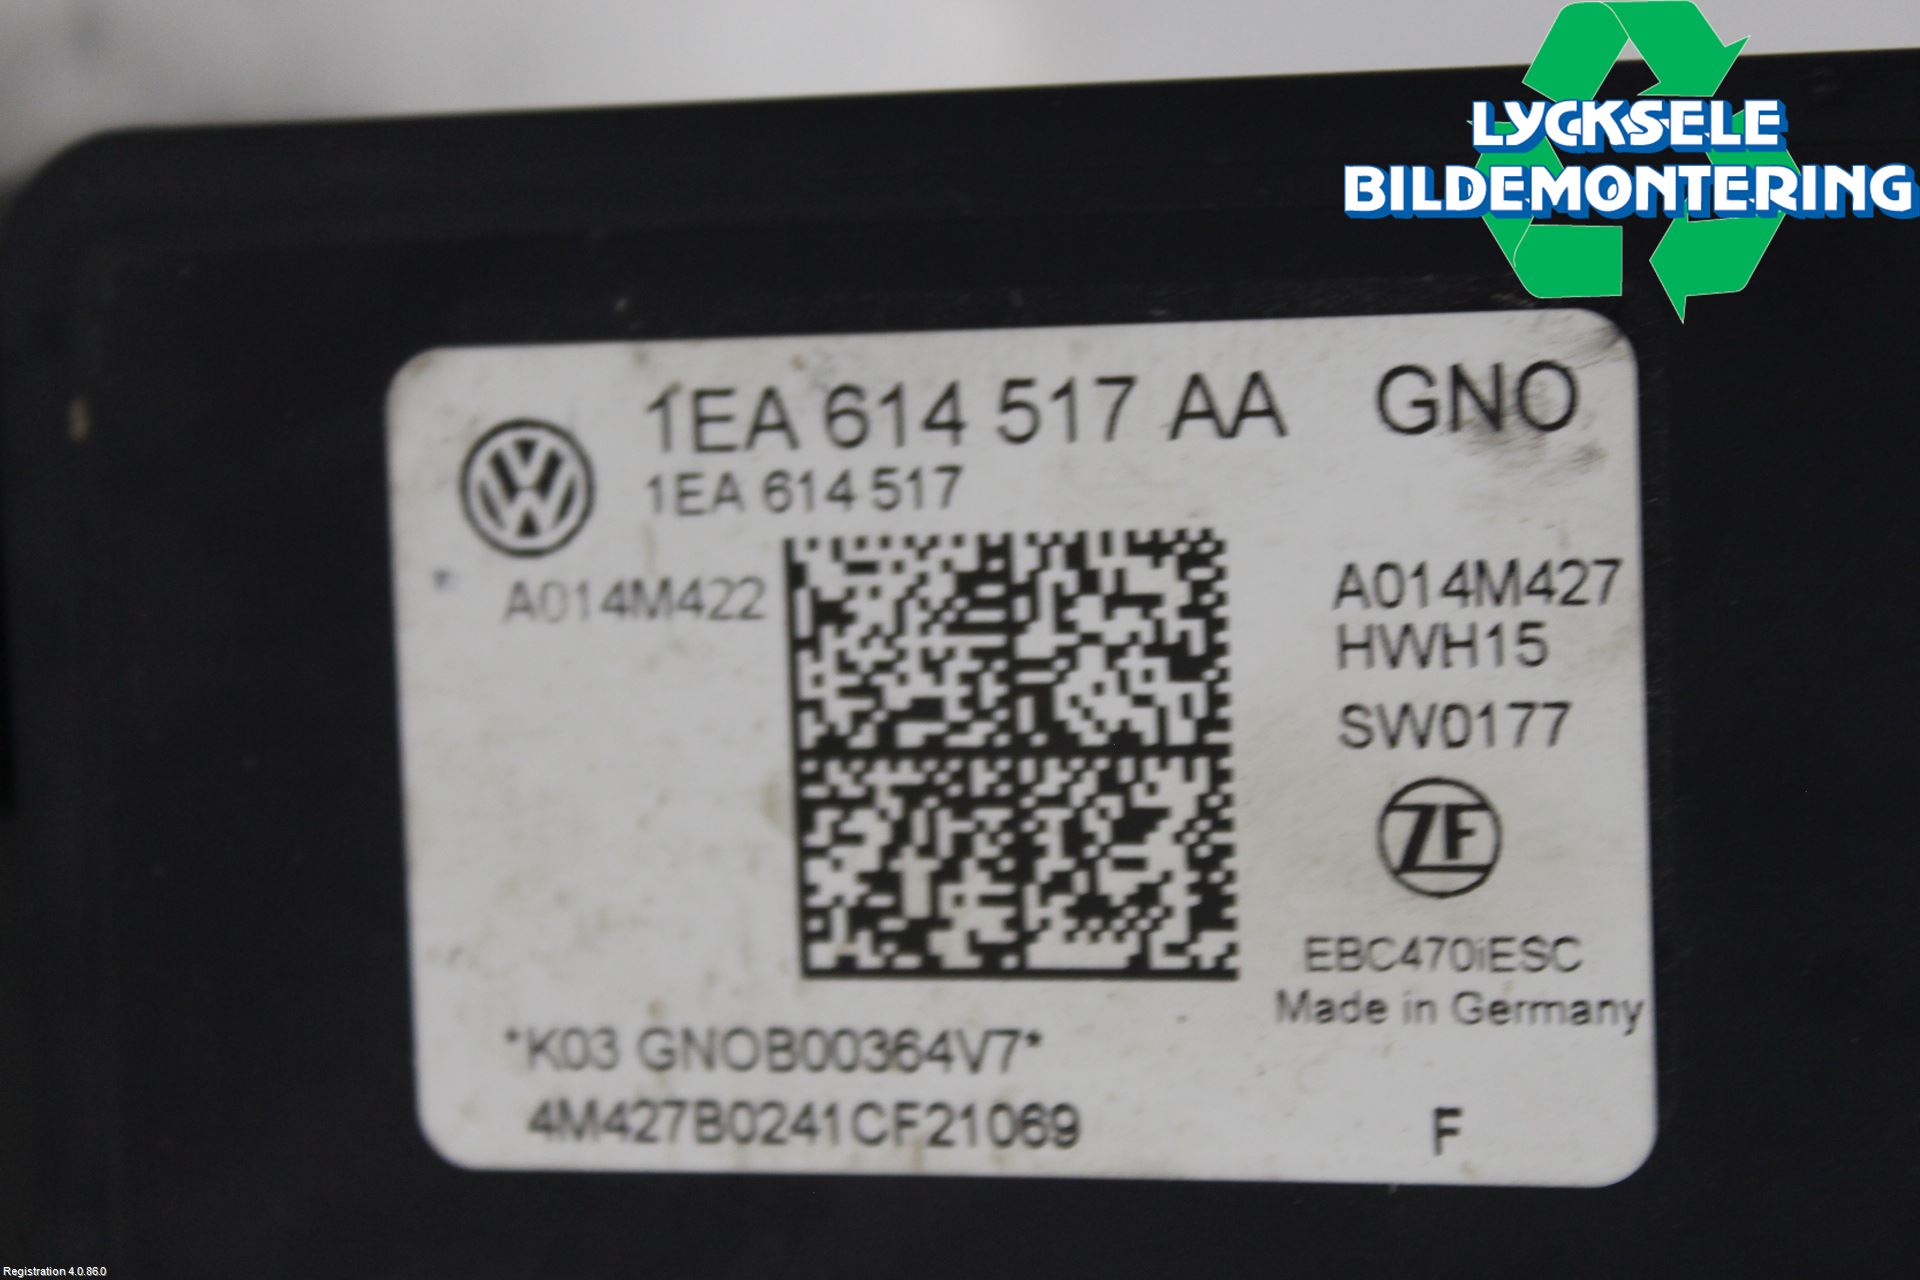 LYCKSELE
BILDEMONTERING
1EA 614 517 AA GNO
1EA 614 517
A014M422
A014M427
HWH15
SW0177
ZF
EBC470iESC
Made in Germany
*K03 GNOB00364V7*
4M427B0241CF21069
F
Registration 4.0.86.0